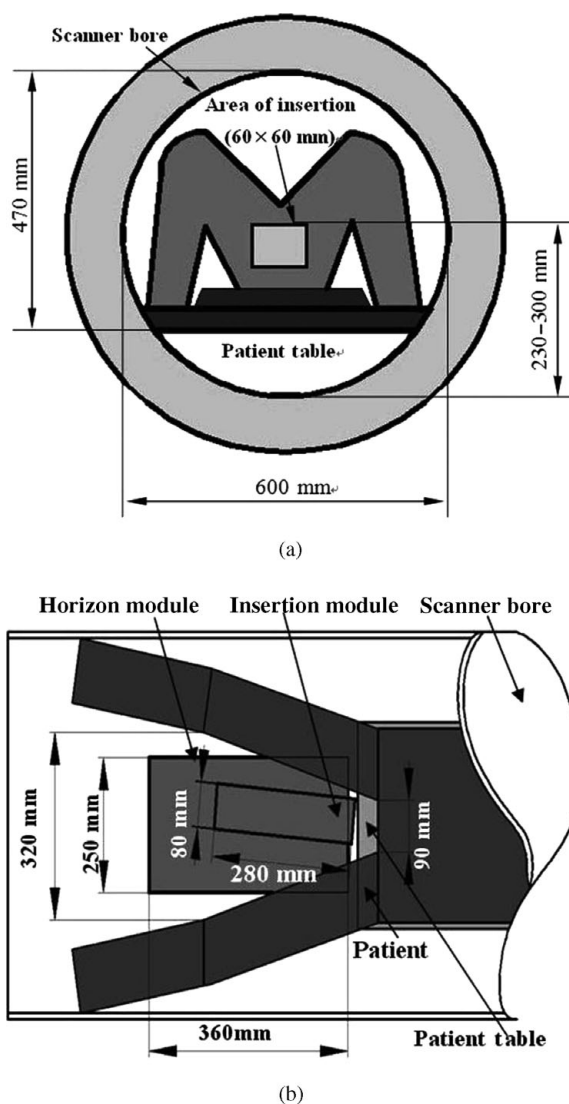 Scanner bore
Area of insertion
(60×60 mm)
470 mm
230–300 mm
Patient table
600 mm
(a)
Horizon module
Insertion module
Scanner bore
320 mm
250 mm
80 mm
280 mm
90 mm
Patient
360mm
Patient table
(b)